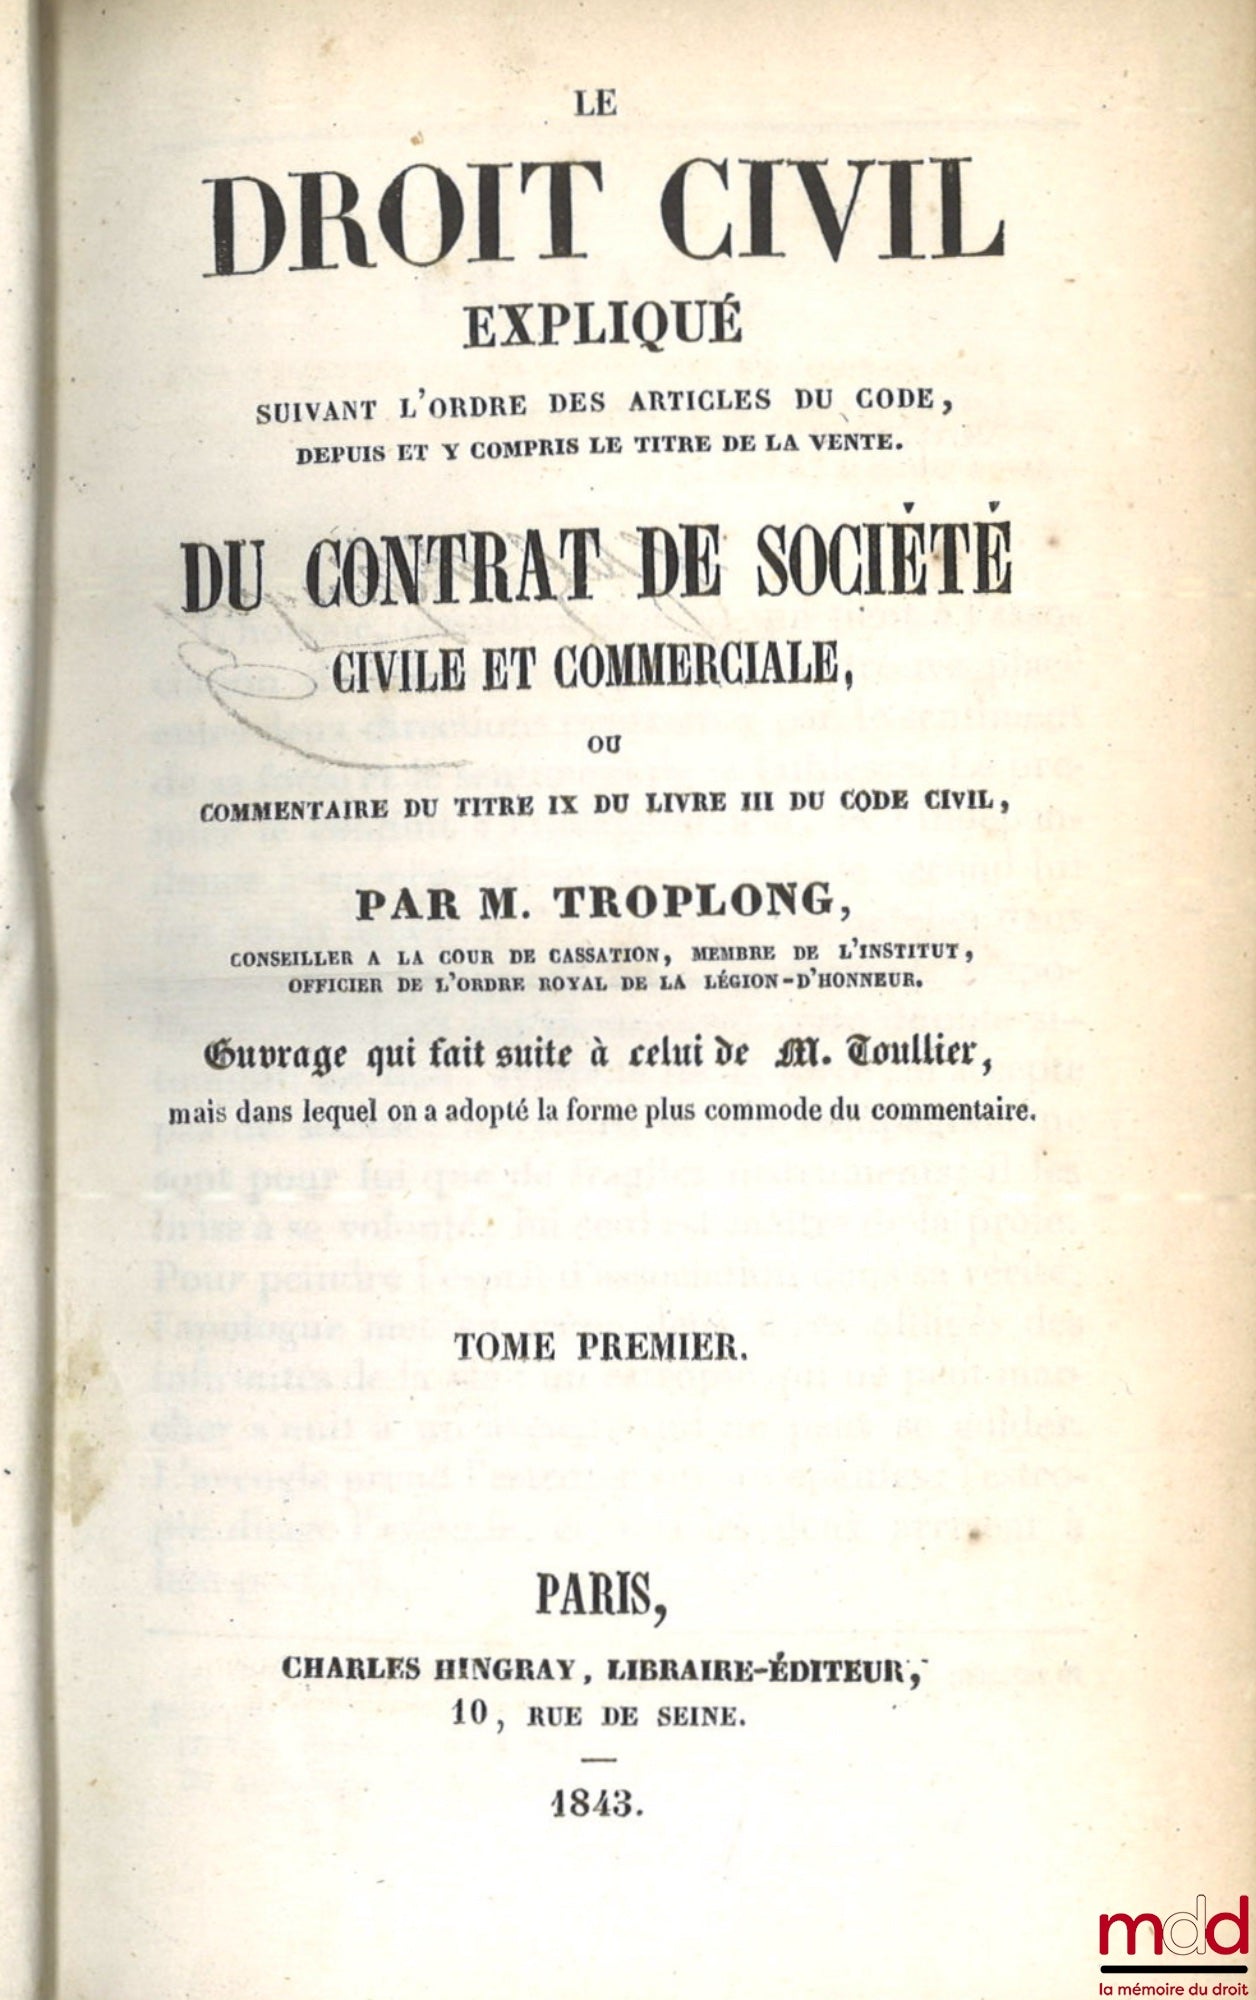 LE
DROIT CIVIL
EXPLIQUÉ
SUIVANT L'ORDRE DES ARTICLES DU CODE,
DEPUIS ET Y COMPRIS LE TITRE DE LA VENTE.
DU CONTRAT DE SOCIÉTÉ
CIVILE ET COMMERCIALE,
OU
COMMENTAIRE DU TITRE IX DU LIVRE III DU CODE CIVIL,
PAR M. TROPLONG,
CONSEILLER A LA COUR DE CASSATION, MEMBRE DE L'INSTITUT,
OFFICIER DE L'ORDRE ROYAL DE LA LÉGION-D'HONNEUR.
Ouvrage qui fait suite à celui de M. Toullier,
mais dans lequel on a adopté la forme plus commode du commentaire.
TOME PREMIER.
PARIS,
CHARLES HINGRAY, LIBRAIRE-ÉDITEUR,
10, RUE DE SEINE.
1843.
mdd
la mémoire du droit